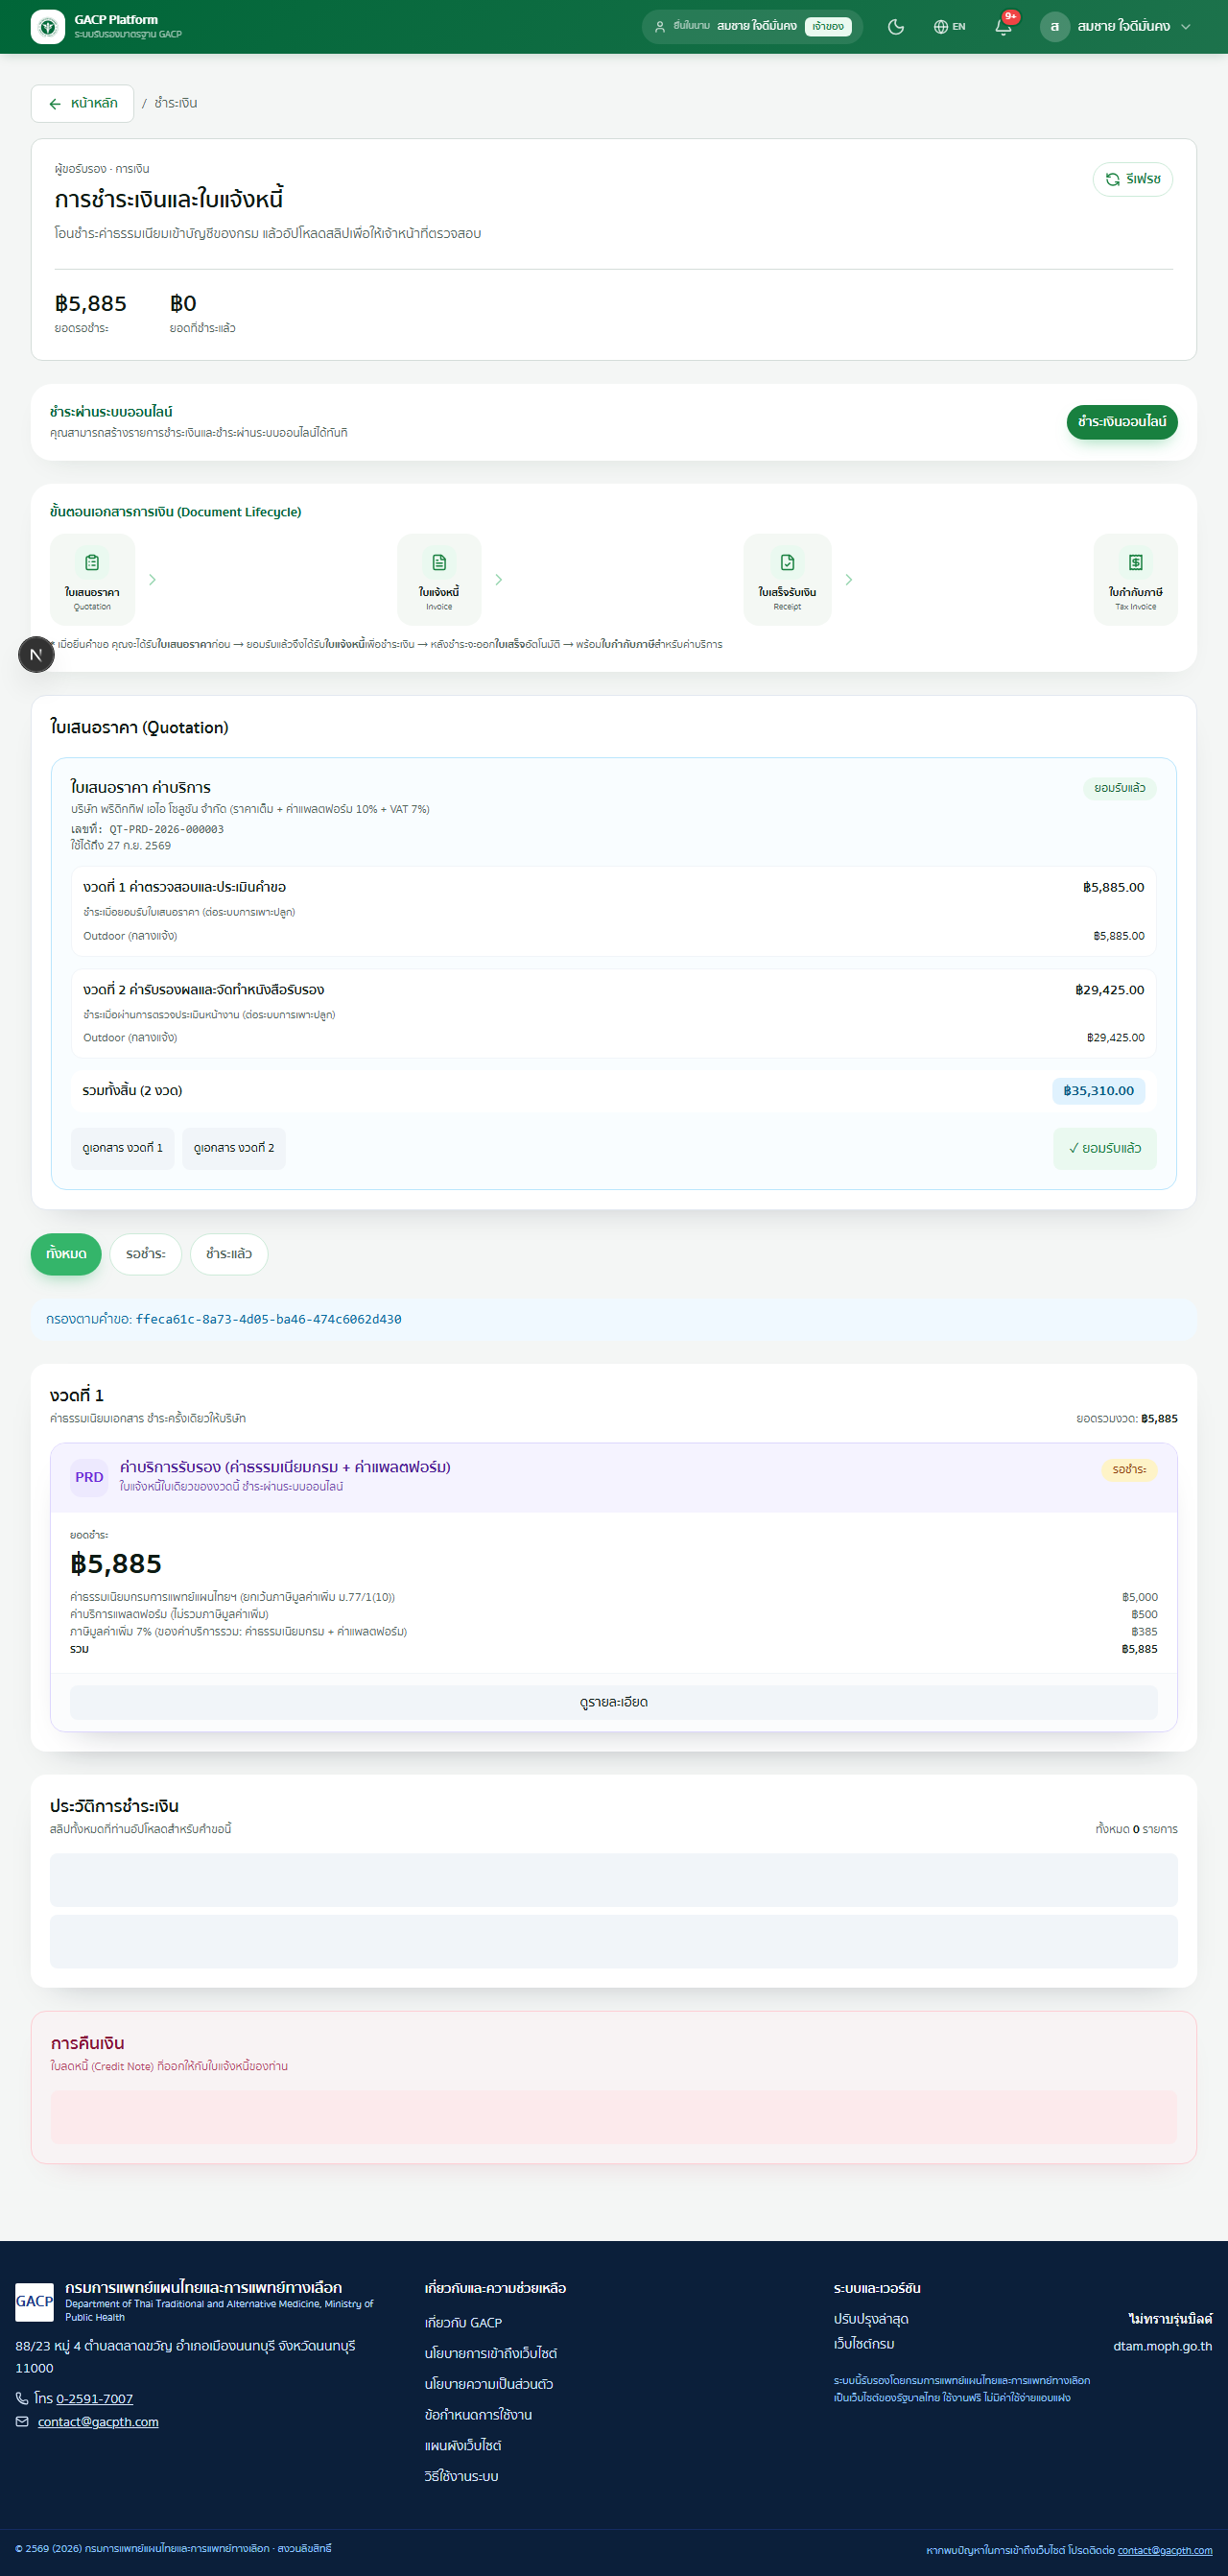 GACP Platform
ระบบรับรองมาตรฐาน GACP
ยื่นในนาม สมชาย ใจดีมั่นคง เจ้าของ
EN
9+
ส สมชาย ใจดีมั่นคง
หน้าหลัก / ชำระเงิน
ผู้ขอรับรอง · การเงิน
การชำระเงินและใบแจ้งหนี้
รีเฟรช
โอนชำระค่าธรรมเนียมเข้าบัญชีของกรม แล้วอัปโหลดสลิปเพื่อให้เจ้าหน้าที่ตรวจสอบ
฿5,885 ฿0
ยอดรอชำระ ยอดที่ชำระแล้ว
ชำระผ่านระบบออนไลน์
คุณสามารถสร้างรายการชำระเงินและชำระผ่านระบบออนไลน์ได้ทันที
ชำระเงินออนไลน์
ขั้นตอนเอกสารการเงิน (Document Lifecycle)
ใบเสนอราคา ใบแจ้งหนี้ ใบเสร็จรับเงิน ใบกำกับภาษี
Quotation Invoice Receipt Tax Invoice
N
* เมื่อยื่นคำขอ คุณจะได้รับใบเสนอราคาก่อน → ยอมรับแล้วจึงได้รับใบแจ้งหนี้เพื่อชำระเงิน → หลังชำระจะออกใบเสร็จอัตโนมัติ → พร้อมใบกำกับภาษีสำหรับค่าบริการ
ใบเสนอราคา (Quotation)
ใบเสนอราคา ค่าบริการ
ยอมรับแล้ว
บริษัท พรีดิกทิฟ เอไอ โซลูชัน จำกัด (ราคาเต็ม + ค่าแพลตฟอร์ม 10% + VAT 7%)
เลขที่: QT-PRD-2026-000003
ใช้ได้ถึง 27 ก.ย. 2569
งวดที่ 1 ค่าตรวจสอบและประเมินคำขอ ฿5,885.00
ชำระเมื่อยอมรับใบเสนอราคา (ต่อระบบการเพาะปลูก)
Outdoor (กลางแจ้ง) ฿5,885.00
งวดที่ 2 ค่ารับรองผลและจัดทำหนังสือรับรอง ฿29,425.00
ชำระเมื่อผ่านการตรวจประเมินหน้างาน (ต่อระบบการเพาะปลูก)
Outdoor (กลางแจ้ง) ฿29,425.00
รวมทั้งสิ้น (2 งวด) ฿35,310.00
ดูเอกสาร งวดที่ 1 ดูเอกสาร งวดที่ 2 ✓ ยอมรับแล้ว
ทั้งหมด รอชำระ ชำระแล้ว
กรองตามคำขอ: ffeca61c-8a73-4d05-ba46-474c6062d430
งวดที่ 1
ค่าธรรมเนียมเอกสาร ชำระครั้งเดียวให้บริษัท ยอดรวมงวด: ฿5,885
PRD
ค่าบริการรับรอง (ค่าธรรมเนียมกรม + ค่าแพลตฟอร์ม)
รอชำระ
ใบแจ้งหนี้ใบเดียวของงวดนี้ ชำระผ่านระบบออนไลน์
ยอดชำระ
฿5,885
ค่าธรรมเนียมกรมการแพทย์แผนไทยฯ (ยกเว้นภาษีมูลค่าเพิ่ม ม.77/1(10)) ฿5,000
ค่าบริการแพลตฟอร์ม (ไม่รวมภาษีมูลค่าเพิ่ม) ฿500
ภาษีมูลค่าเพิ่ม 7% (ของค่าบริการรวม: ค่าธรรมเนียมกรม + ค่าแพลตฟอร์ม) ฿385
รวม ฿5,885
ดูรายละเอียด
ประวัติการชำระเงิน
สลิปทั้งหมดที่ท่านอัปโหลดสำหรับคำขอนี้ ทั้งหมด 0 รายการ
การคืนเงิน
ใบลดหนี้ (Credit Note) ที่ออกให้กับใบแจ้งหนี้ของท่าน
GACP
กรมการแพทย์แผนไทยและการแพทย์ทางเลือก
Department of Thai Traditional and Alternative Medicine, Ministry of
Public Health
88/23 หมู่ 4 ตำบลตลาดขวัญ อำเภอเมืองนนทบุรี จังหวัดนนทบุรี
11000
โทร 0-2591-7007
contact@gacpth.com
เกี่ยวกับและความช่วยเหลือ
เกี่ยวกับ GACP
นโยบายการเข้าถึงเว็บไซต์
นโยบายความเป็นส่วนตัว
ข้อกำหนดการใช้งาน
แผนผังเว็บไซต์
วิธีใช้งานระบบ
ระบบและเวอร์ชัน
ปรับปรุงล่าสุด ไม่ทราบรุ่นบิลด์
เว็บไซต์กรม dtam.moph.go.th
ระบบนี้รับรองโดยกรมการแพทย์แผนไทยและการแพทย์ทางเลือก
เป็นเว็บไซต์ของรัฐบาลไทย ใช้งานฟรี ไม่มีค่าใช้จ่ายแอบแฝง
© 2569 (2026) กรมการแพทย์แผนไทยและการแพทย์ทางเลือก · สงวนลิขสิทธิ์
หากพบปัญหาในการเข้าถึงเว็บไซต์ โปรดติดต่อ contact@gacpth.com